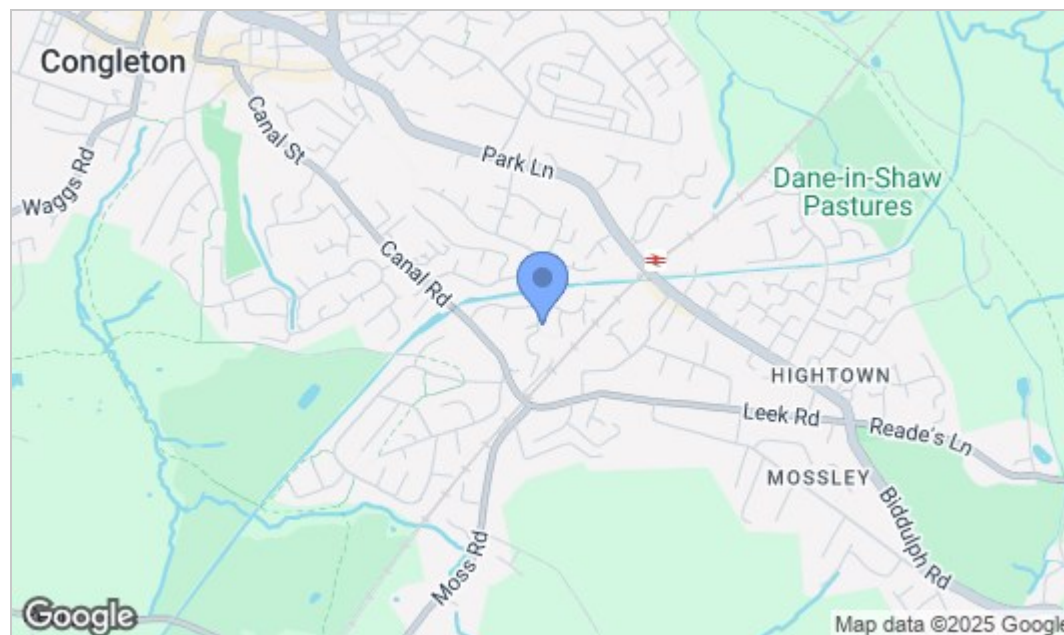 Congleton
Canal St
Park Ln
Waggs Rd
Dane-in-Shaw
Pastures
Canal Rd
HIGHTOWN
Leek Rd
Reade's Ln
MOSSLEY
Biddulph Rd
Moss Rd
Google
Map data ©2025 Google